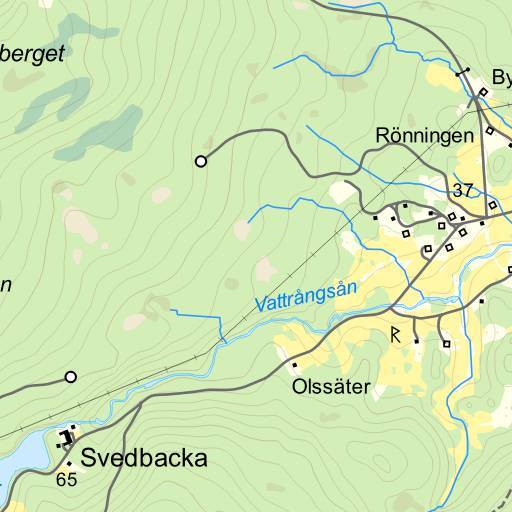 berget
By
Rönningen
37
n
Vattrångsån
R
Olssäter
Svedbacka
65